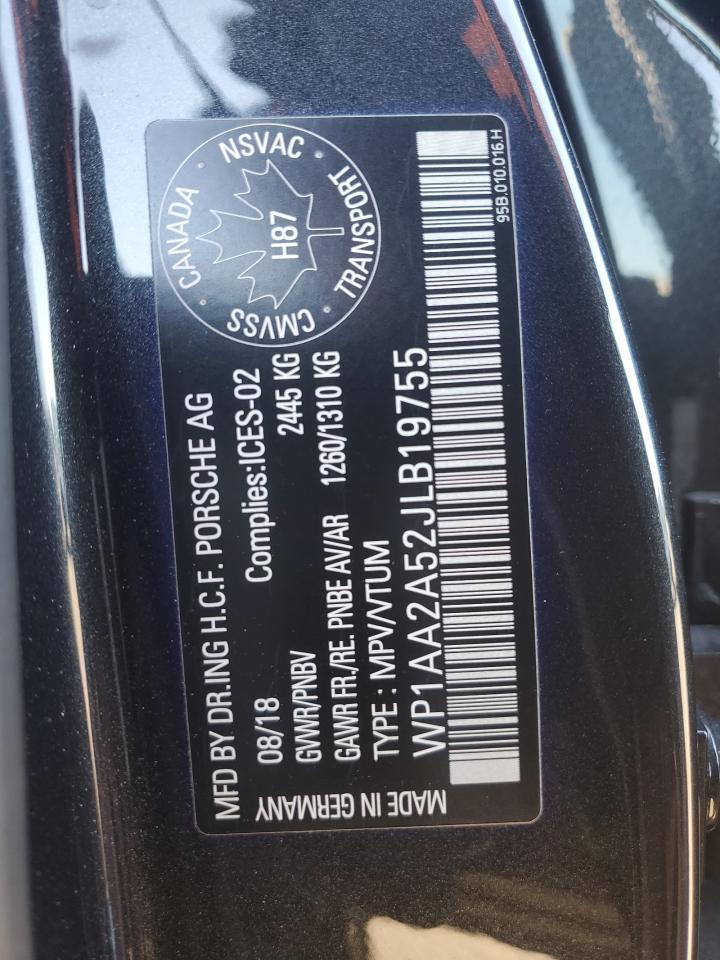 MFD BY DR.ING H.C.F. PORSCHE AG
08/18 Complies:ICES-02
GVWR/PNBV 2445 KG
GAWR FR./RE. PNBE AV/AR 1260/1310 KG
TYPE : MPV/VTUM
WP1AA2A52JLB19755
MADE IN GERMANY
CANADA
NSVAC
TRANSPORT
CMVSS
H87
95B.010.016.H